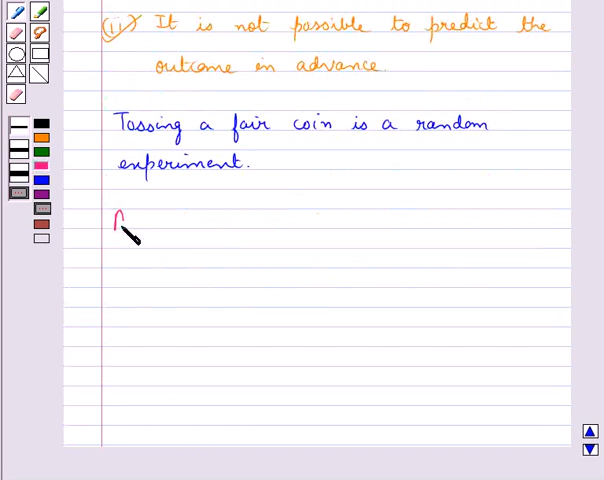 (ii) It is not possible to predict the
outcome in advance.
Tossing a fair coin is a random
experiment.